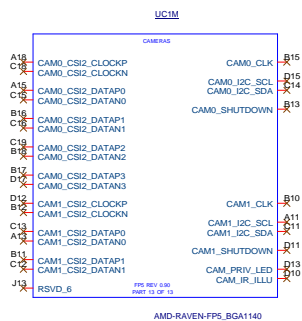 UC1M
CAMERAS
A18 CAM0_CSI2_CLOCKP CAM0_CLK B15
C18 CAM0_CSI2_CLOCKN
CAM0_I2C_SCL D15
A15 CAM0_CSI2_DATAP0 CAM0_I2C_SDA C14
C15 CAM0_CSI2_DATAN0
CAM0_SHUTDOWN B13
B16 CAM0_CSI2_DATAP1
C16 CAM0_CSI2_DATAN1
C19 CAM0_CSI2_DATAP2
B18 CAM0_CSI2_DATAN2
B17 CAM0_CSI2_DATAP3
D17 CAM0_CSI2_DATAN3
D12 CAM1_CSI2_CLOCKP CAM1_CLK B10
B12 CAM1_CSI2_CLOCKN
CAM1_I2C_SCL A11
C13 CAM1_CSI2_DATAP0 CAM1_I2C_SDA C11
A13 CAM1_CSI2_DATAN0
CAM1_SHUTDOWN D11
B11 CAM1_CSI2_DATAP1
C12 CAM1_CSI2_DATAN1 CAM_PRIV_LED D13
CAM_IR_ILLU D10
J13 RSVD_6
FP5 REV 0.90
PART 13 OF 13
AMD-RAVEN-FP5_BGA1140